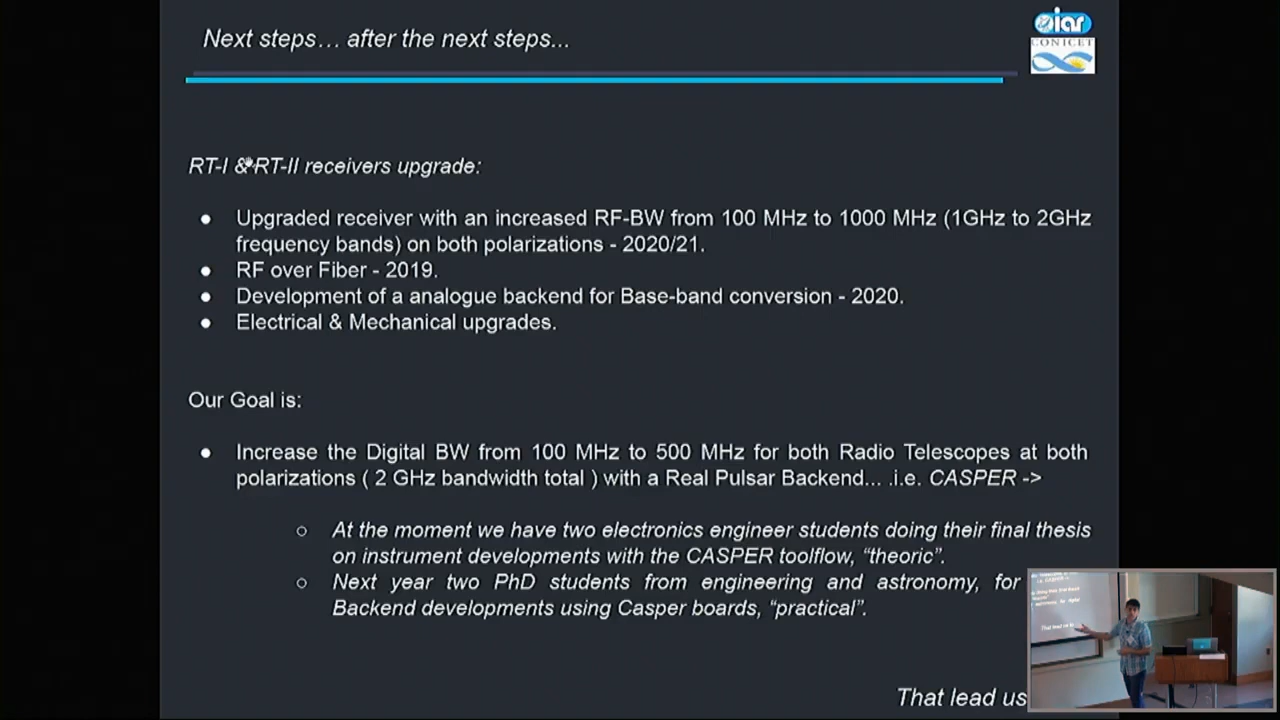 Next steps… after the next steps...
iar
CONICET
RT-I & RT-II receivers upgrade:
● Upgraded receiver with an increased RF-BW from 100 MHz to 1000 MHz (1GHz to 2GHz
frequency bands) on both polarizations - 2020/21.
● RF over Fiber - 2019.
● Development of a analogue backend for Base-band conversion - 2020.
● Electrical & Mechanical upgrades.
Our Goal is:
● Increase the Digital BW from 100 MHz to 500 MHz for both Radio Telescopes at both
polarizations ( 2 GHz bandwidth total ) with a Real Pulsar Backend... .i.e. CASPER ->
○ At the moment we have two electronics engineer students doing their final thesis
on instrument developments with the CASPER toolflow, “theoric”.
○ Next year two PhD students from engineering and astronomy, for
Backend developments using Casper boards, “practical”.
That lead us